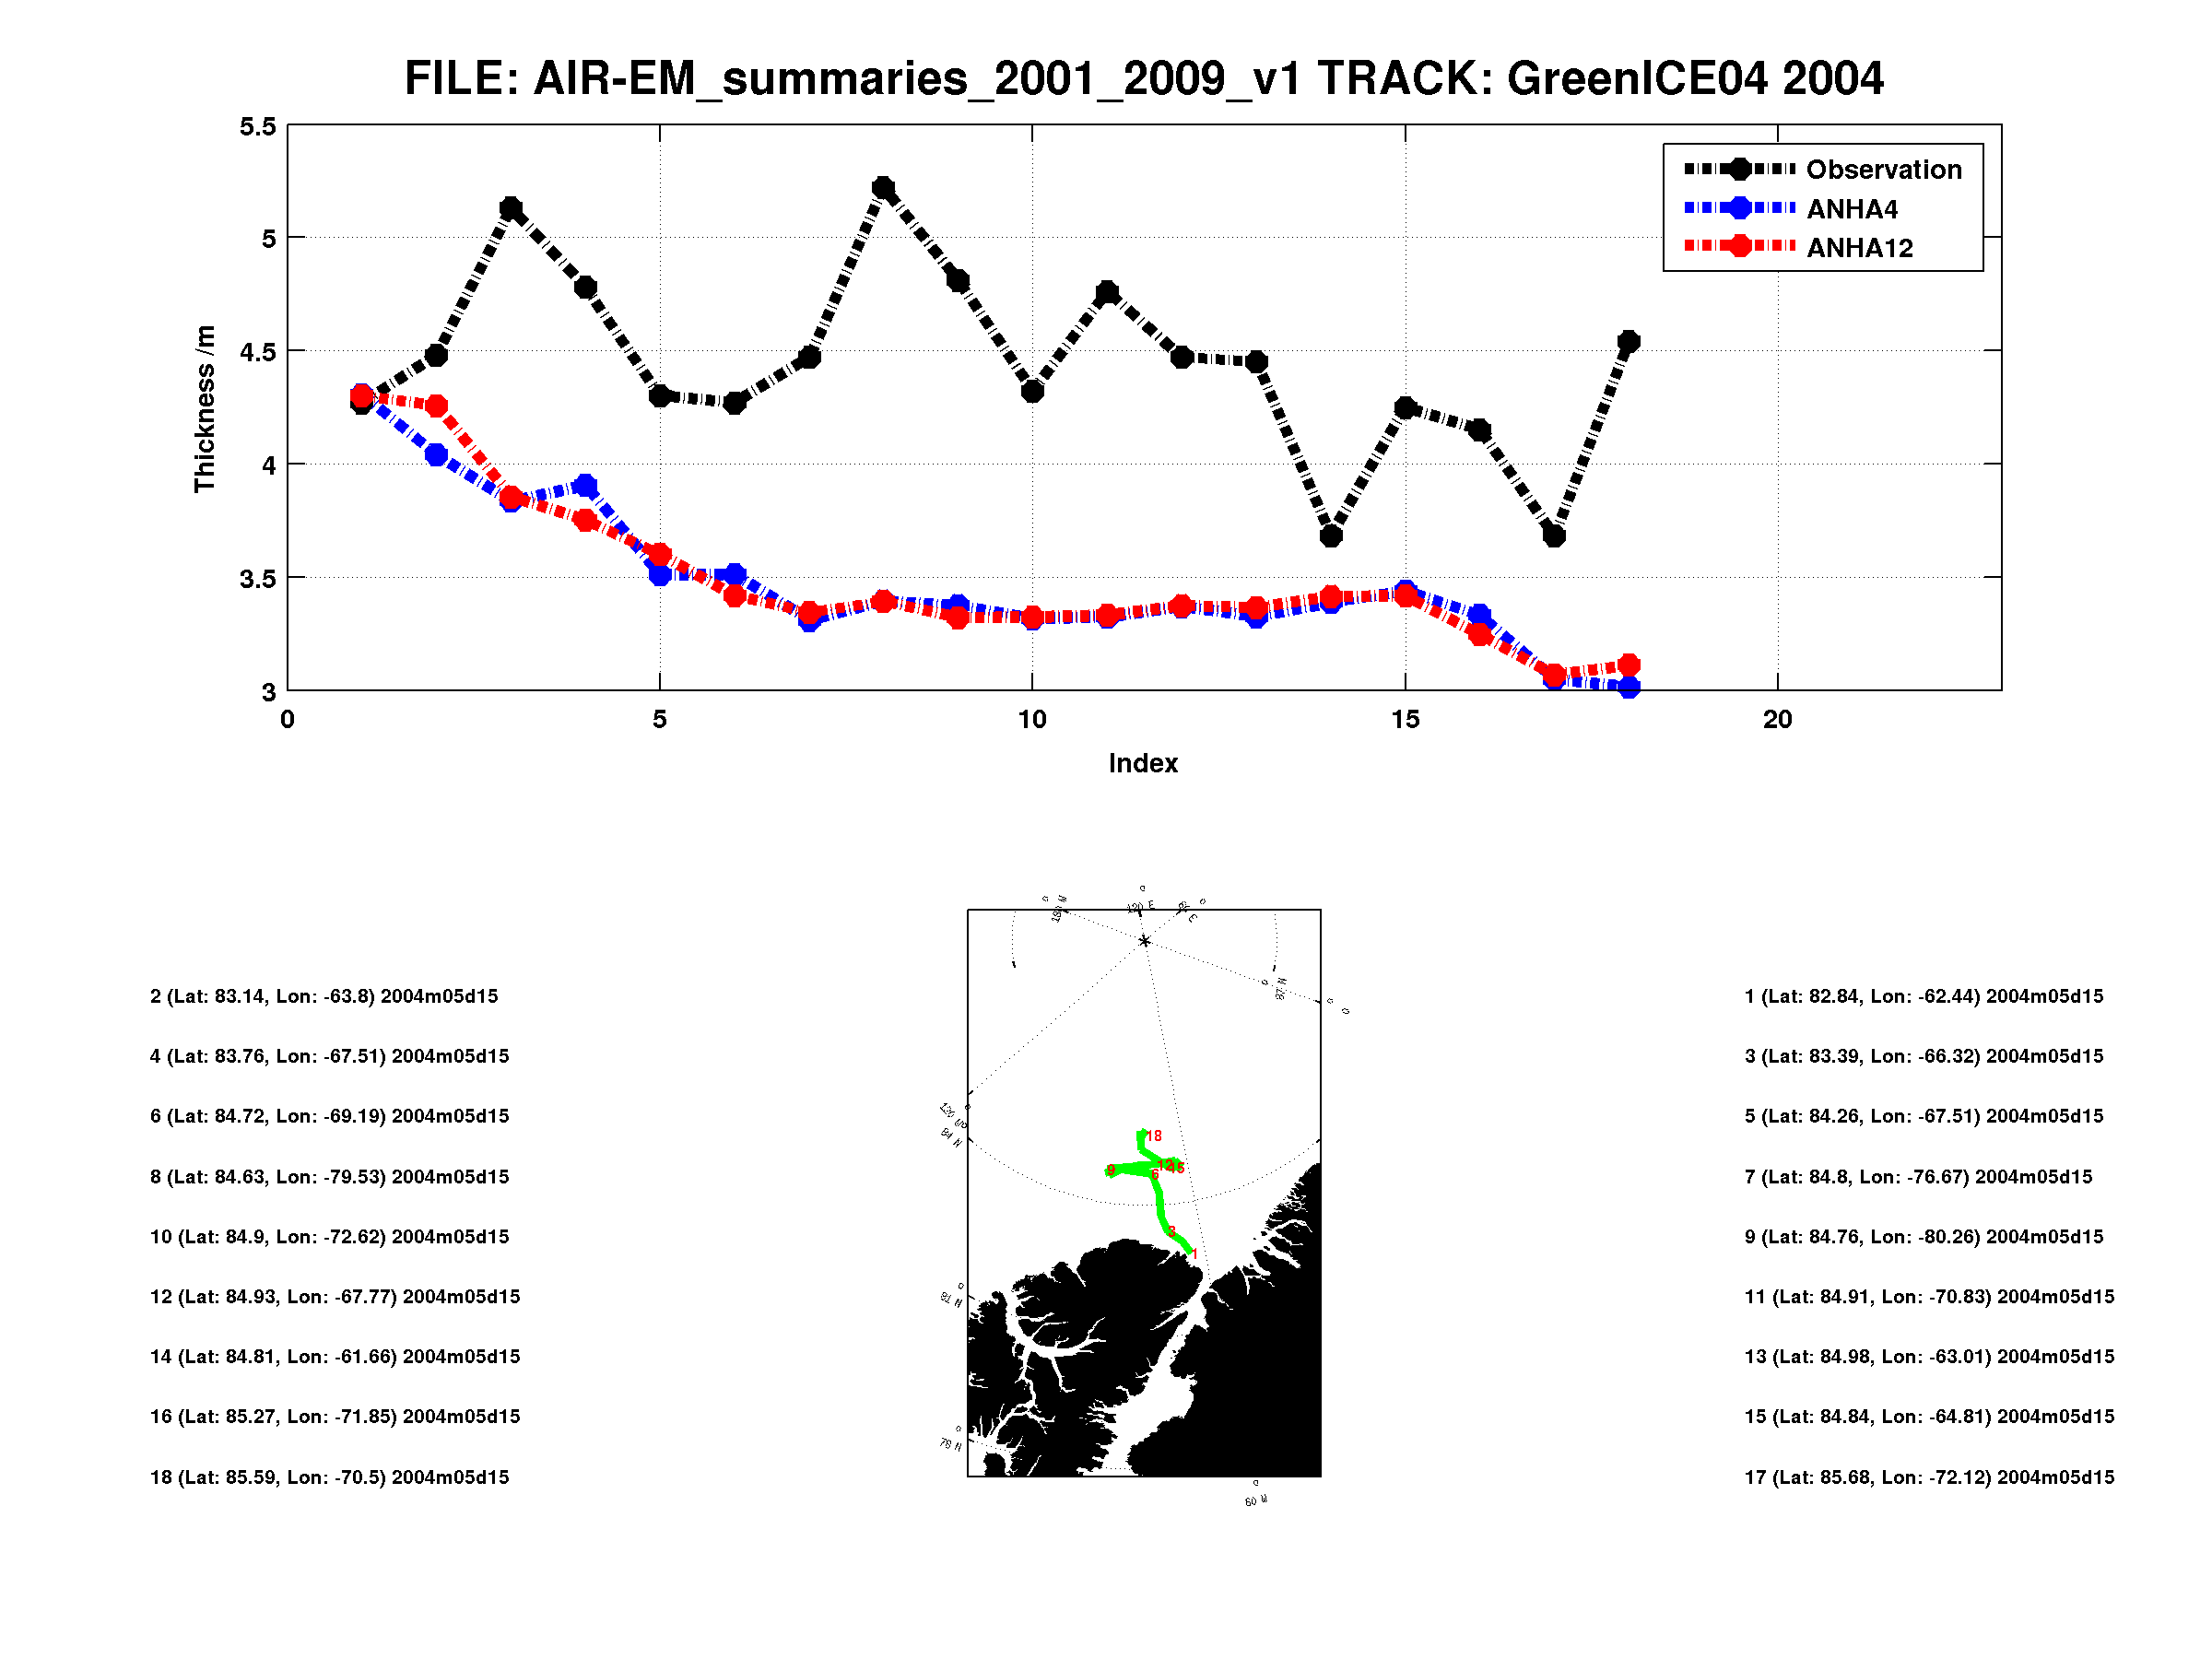 FILE: AIR-EM_summaries_2001_2009_v1 TRACK: GreenICE04 2004
5.5
5
4.5
4
3.5
3
Thickness /m
Observation
ANHA4
ANHA12
0
5
10
15
20
Index
2 (Lat: 83.14, Lon: -63.8) 2004m05d15
4 (Lat: 83.76, Lon: -67.51) 2004m05d15
6 (Lat: 84.72, Lon: -69.19) 2004m05d15
8 (Lat: 84.63, Lon: -79.53) 2004m05d15
10 (Lat: 84.9, Lon: -72.62) 2004m05d15
12 (Lat: 84.93, Lon: -67.77) 2004m05d15
14 (Lat: 84.81, Lon: -61.66) 2004m05d15
16 (Lat: 85.27, Lon: -71.85) 2004m05d15
18 (Lat: 85.59, Lon: -70.5) 2004m05d15
120 E
87 N
120 W
84 N
81 N
78 N
60 W
18
9
12
15
6
3
1
1 (Lat: 82.84, Lon: -62.44) 2004m05d15
3 (Lat: 83.39, Lon: -66.32) 2004m05d15
5 (Lat: 84.26, Lon: -67.51) 2004m05d15
7 (Lat: 84.8, Lon: -76.67) 2004m05d15
9 (Lat: 84.76, Lon: -80.26) 2004m05d15
11 (Lat: 84.91, Lon: -70.83) 2004m05d15
13 (Lat: 84.98, Lon: -63.01) 2004m05d15
15 (Lat: 84.84, Lon: -64.81) 2004m05d15
17 (Lat: 85.68, Lon: -72.12) 2004m05d15